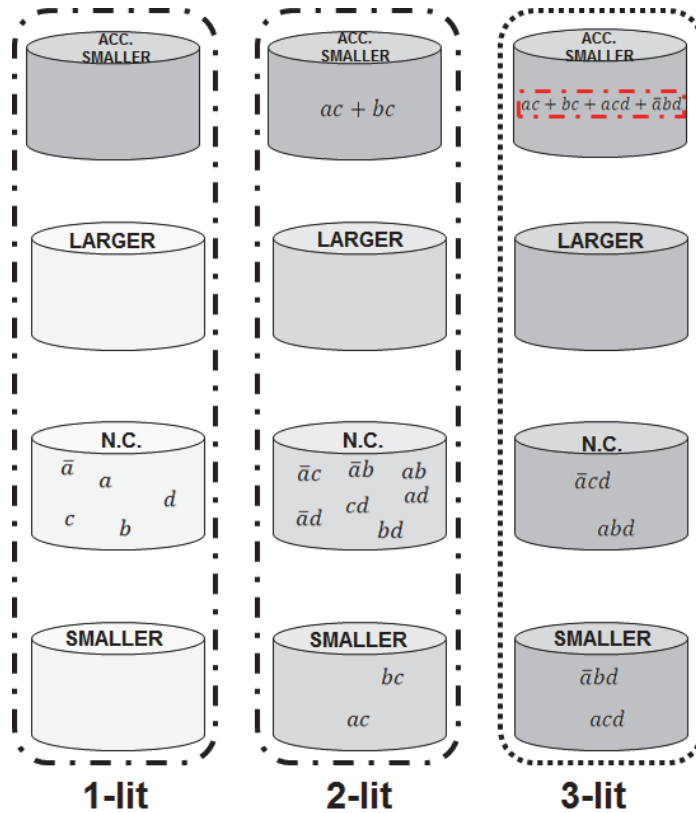 ACC.
SMALLER
LARGER
N.C.
ā
a
d
c
b
SMALLER
1-lit
ACC.
SMALLER
ac + bc
LARGER
N.C.
āc āb ab
ad
cd
ād
bd
SMALLER
bc
ac
2-lit
ACC.
SMALLER
ac + bc + acd + ābd
LARGER
N.C.
ācd
abd
SMALLER
ābd
acd
3-lit